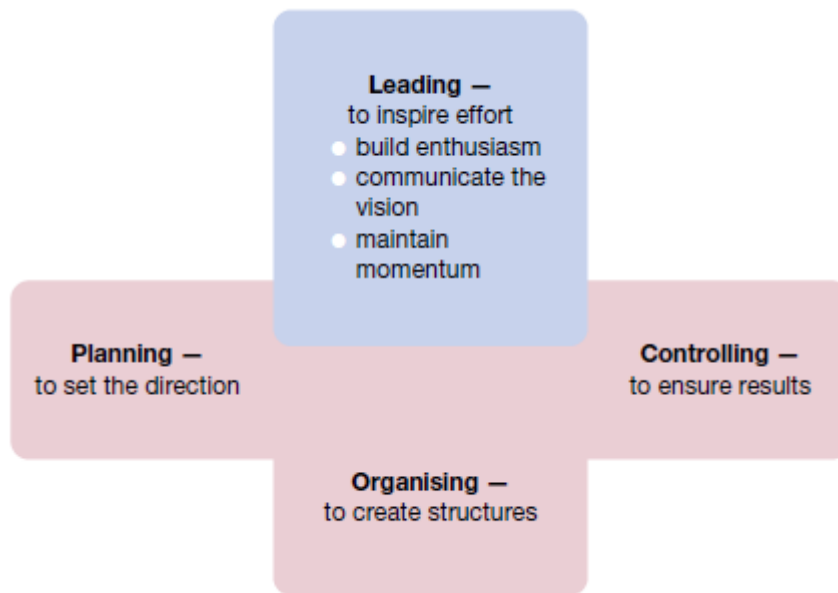 Leading —
to inspire effort
build enthusiasm
communicate the
vision
maintain
momentum
Planning —
to set the direction
Controlling —
to ensure results
Organising —
to create structures